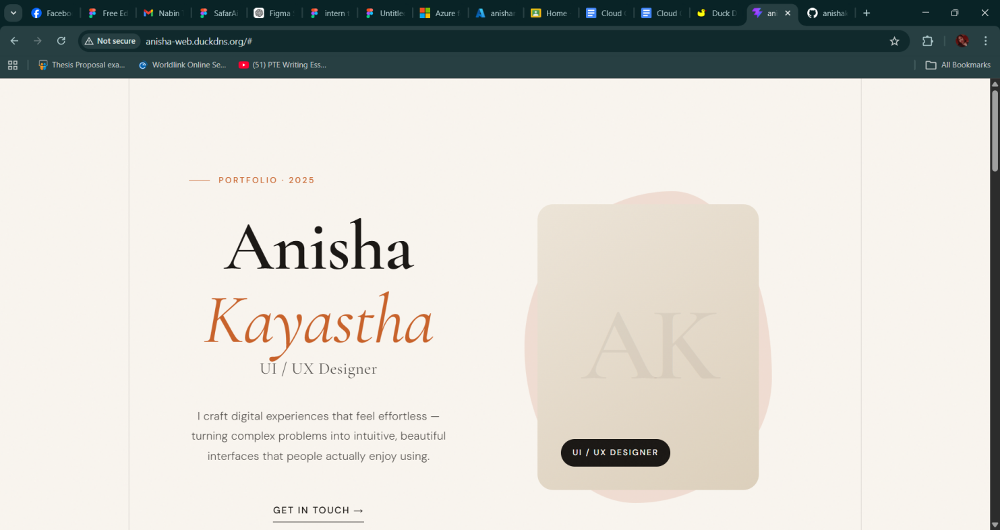 Facebo
Free Ed
Nabin
SafarAi
Figma
intern
Untitle
Azure f
anishar
Home
Cloud
Cloud
Duck D
ani
anishak
Not secure
anisha-web.duckdns.org/#
Thesis Proposal exa...
Worldlink Online Se...
(51) PTE Writing Ess...
All Bookmarks
PORTFOLIO · 2025
Anisha
Kayastha
UI / UX Designer
I craft digital experiences that feel effortless —
turning complex problems into intuitive, beautiful
interfaces that people actually enjoy using.
GET IN TOUCH →
AK
UI / UX DESIGNER